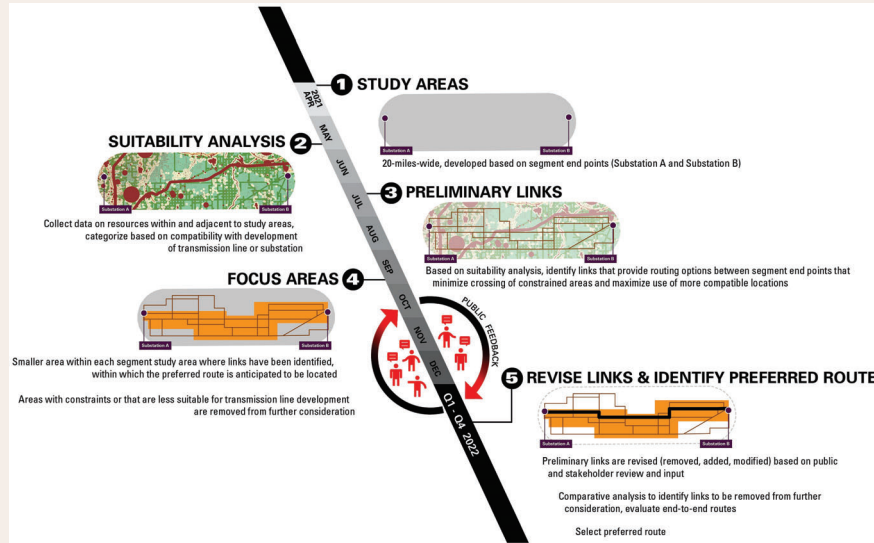 1 STUDY AREAS
Substation A
Substation B
20-miles-wide, developed based on segment end points (Substation A and Substation B)
SUITABILITY ANALYSIS 2
Substation A
Substation B
Collect data on resources within and adjacent to study areas,
categorize based on compatibility with development
of transmission line or substation
3 PRELIMINARY LINKS
Substation A
Substation B
Based on suitability analysis, identify links that provide routing options between segment end points that
minimize crossing of constrained areas and maximize use of more compatible locations
FOCUS AREAS 4
Substation A
Substation B
Smaller area within each segment study area where links have been identified,
within which the preferred route is anticipated to be located
Areas with constraints or that are less suitable for transmission line development
are removed from further consideration
2021
APR
MAY
JUN
JUL
AUG
SEP
OCT
NOV
DEC
Q1 - Q4 2022
PUBLIC FEEDBACK
5 REVISE LINKS & IDENTIFY PREFERRED ROUTE
Substation A
Substation B
Preliminary links are revised (removed, added, modified) based on public
and stakeholder review and input
Comparative analysis to identify links to be removed from further
consideration, evaluate end-to-end routes
Select preferred route